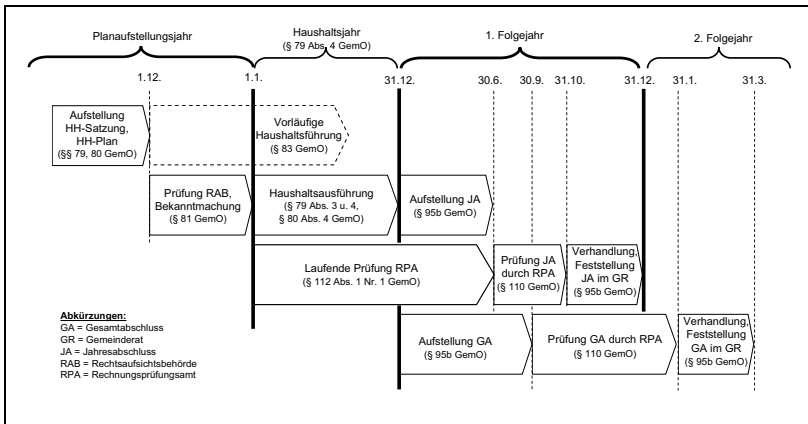 Planaufstellungsjahr
Haushaltsjahr
(§ 79 Abs. 4 GemO)
1. Folgejahr
2. Folgejahr
1.12.
1.1.
31.12.
30.6.
30.9.
31.10.
31.12.
31.1.
31.3.
Aufstellung
HH-Satzung,
HH-Plan
(§§ 79, 80 GemO)
Vorläufige
Haushaltsführung
(§ 83 GemO)
Prüfung RAB,
Bekanntmachung
(§ 81 GemO)
Haushaltsausführung
(§ 79 Abs. 3 u. 4,
§ 80 Abs. 4 GemO)
Aufstellung JA
(§ 95b GemO)
Laufende Prüfung RPA
(§ 112 Abs. 1 Nr. 1 GemO)
Prüfung JA
durch RPA
(§ 110 GemO)
Verhandlung,
Feststellung
JA im GR
(§ 95b GemO)
Aufstellung GA
(§ 95b GemO)
Prüfung GA durch RPA
(§ 110 GemO)
Verhandlung,
Feststellung
GA im GR
(§ 95b GemO)
Abkürzungen:
GA = Gesamtabschluss
GR = Gemeinderat
JA = Jahresabschluss
RAB = Rechtsaufsichtsbehörde
RPA = Rechnungsprüfungsamt